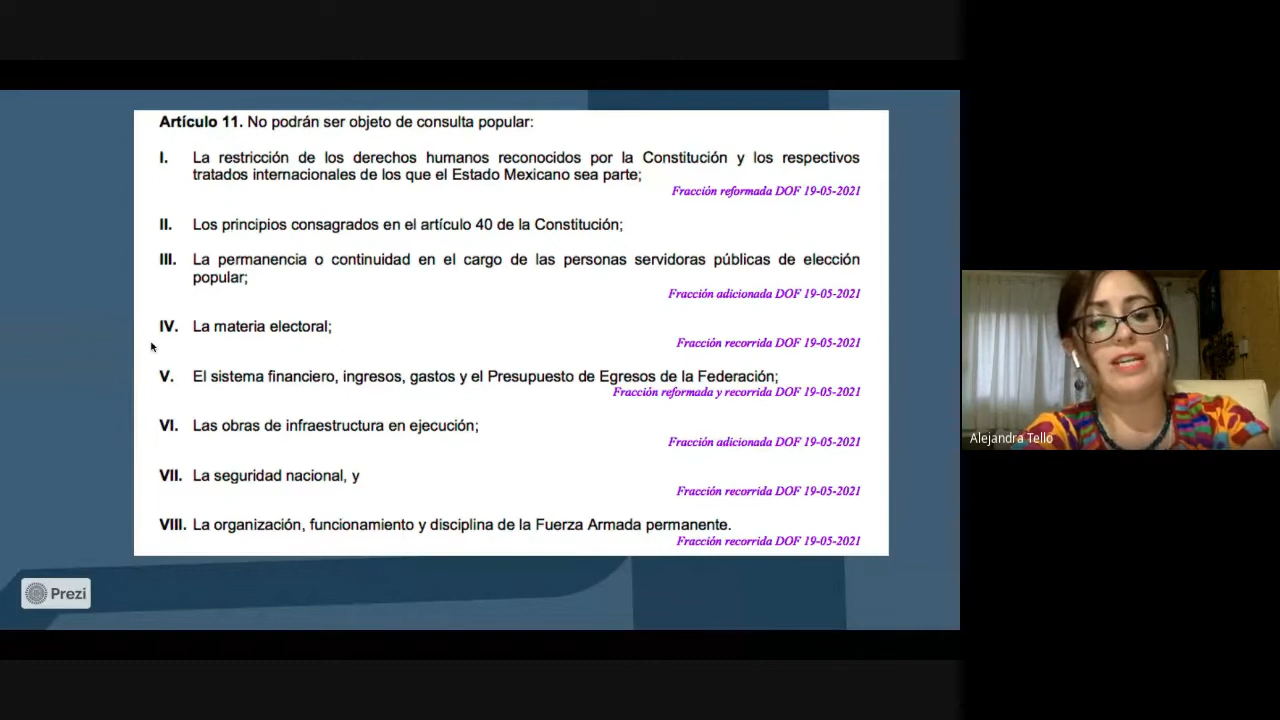 Artículo 11. No podrán ser objeto de consulta popular:
I. La restricción de los derechos humanos reconocidos por la Constitución y los respectivos
tratados internacionales de los que el Estado Mexicano sea parte;
Fracción reformada DOF 19-05-2021
II. Los principios consagrados en el artículo 40 de la Constitución;
III. La permanencia o continuidad en el cargo de las personas servidoras públicas de elección
popular;
Fracción adicionada DOF 19-05-2021
IV. La materia electoral;
Fracción recorrida DOF 19-05-2021
V. El sistema financiero, ingresos, gastos y el Presupuesto de Egresos de la Federación;
Fracción reformada y recorrida DOF 19-05-2021
VI. Las obras de infraestructura en ejecución;
Fracción adicionada DOF 19-05-2021
VII. La seguridad nacional, y
Fracción recorrida DOF 19-05-2021
VIII. La organización, funcionamiento y disciplina de la Fuerza Armada permanente.
Fracción recorrida DOF 19-05-2021
Prezi
Alejandra Tello